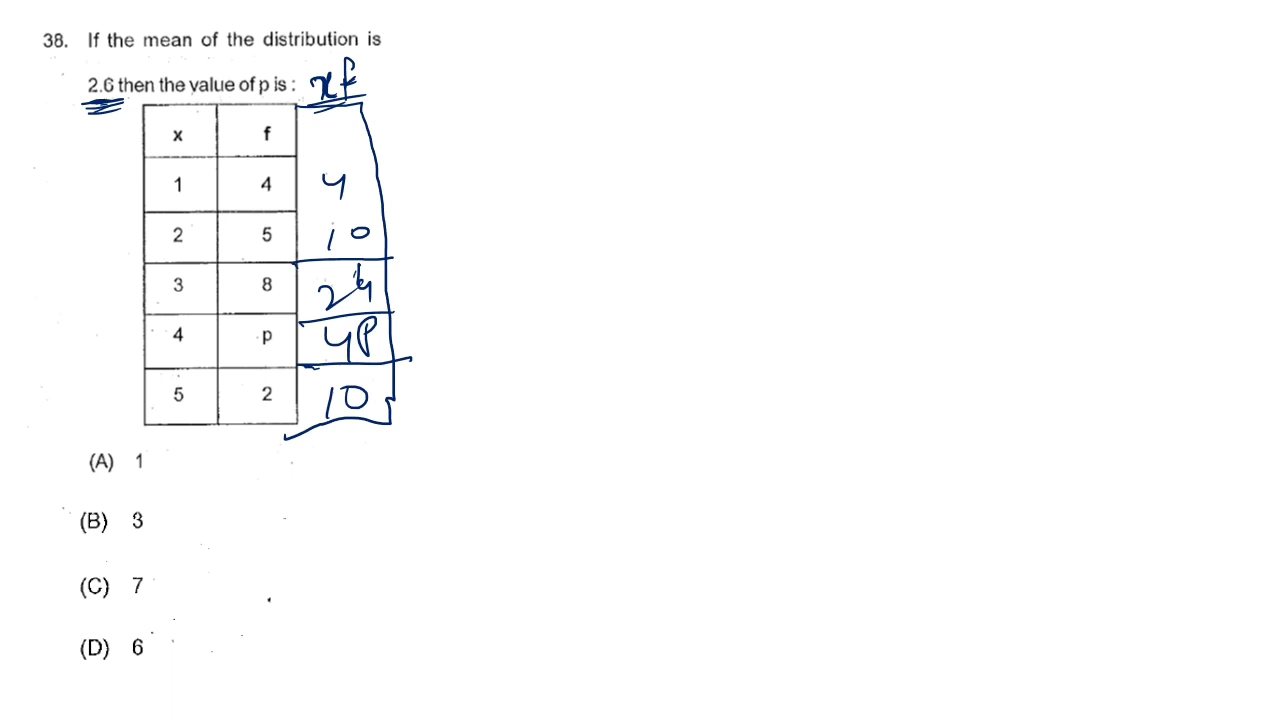 38. If the mean of the distribution is
2.6 then the value of p is : xf
x f
1 4 4
2 5 10
3 8 24
4 p 4P
5 2 10
(A) 1
(B) 3
(C) 7
(D) 6